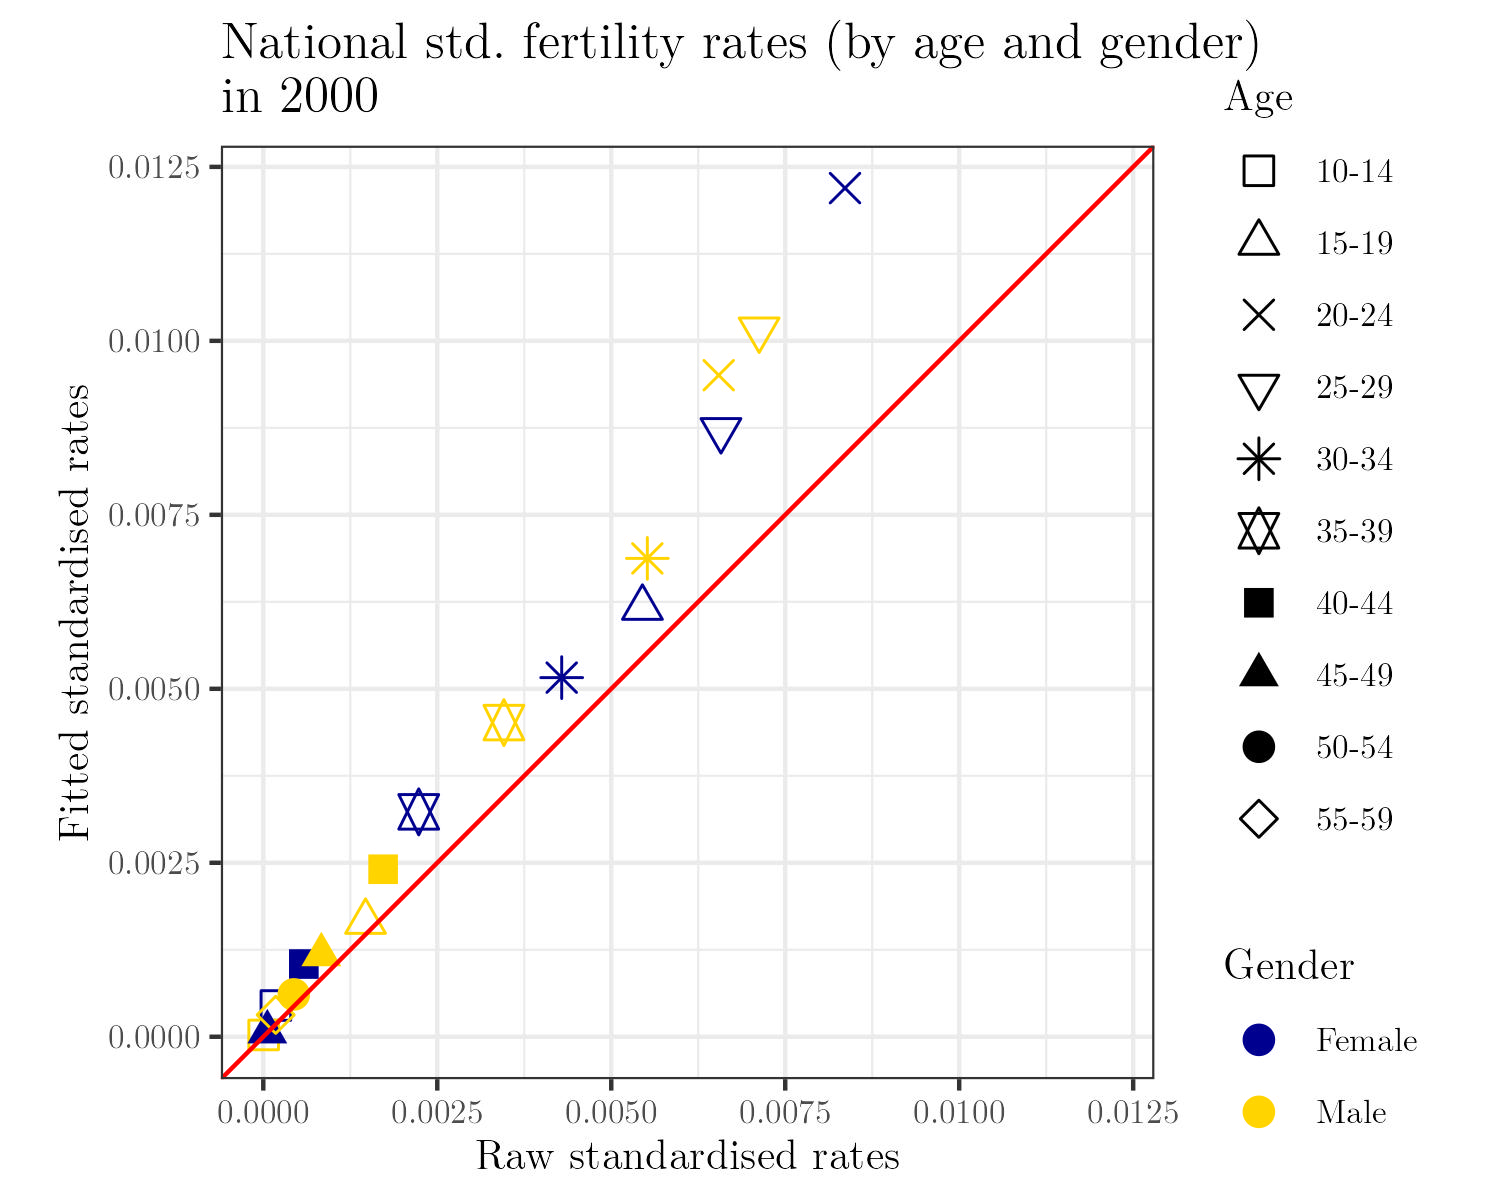 National std. fertility rates (by age and gender)
in 2000
Fitted standardised rates
0.0125
0.0100
0.0075
0.0050
0.0025
0.0000
0.0000 0.0025 0.0050 0.0075 0.0100 0.0125
Raw standardised rates
Age
10-14
15-19
20-24
25-29
30-34
35-39
40-44
45-49
50-54
55-59
Gender
Female
Male